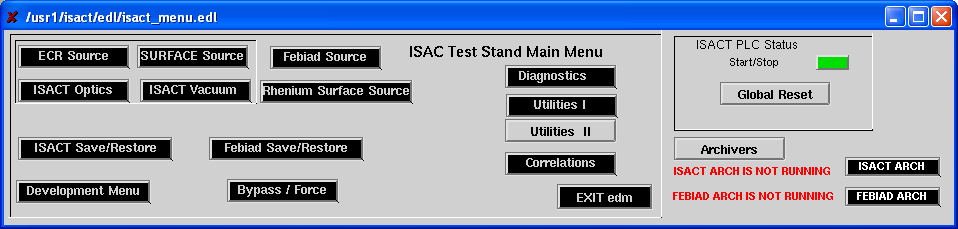 /usr1/isact/edl/isact_menu.edl
ECR Source
SURFACE Source
Febiad Source
ISAC Test Stand Main Menu
ISACT Optics
ISACT Vacuum
Rhenium Surface Source
Diagnostics
Utilities I
Utilities II
ISACT Save/Restore
Febiad Save/Restore
Correlations
Development Menu
Bypass / Force
EXIT edm
ISACT PLC Status
Start/Stop
Global Reset
Archivers
ISACT ARCH IS NOT RUNNING
ISACT ARCH
FEBIAD ARCH IS NOT RUNNING
FEBIAD ARCH